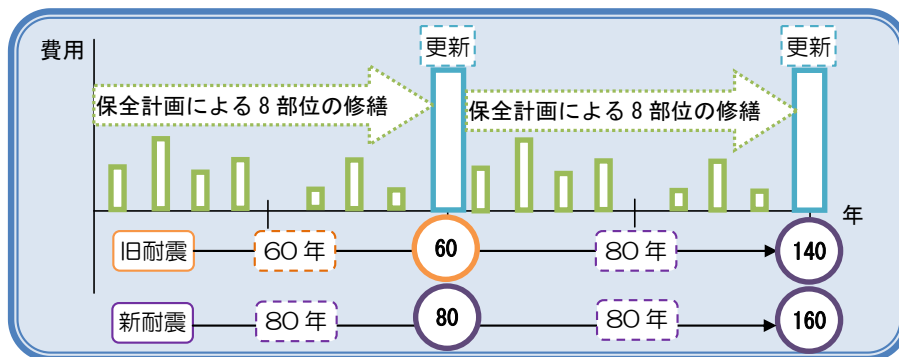 費用
更新
更新
保全計画による8部位の修繕
保全計画による8部位の修繕
年
旧耐震
60年
60
80年
140
新耐震
80年
80
80年
160